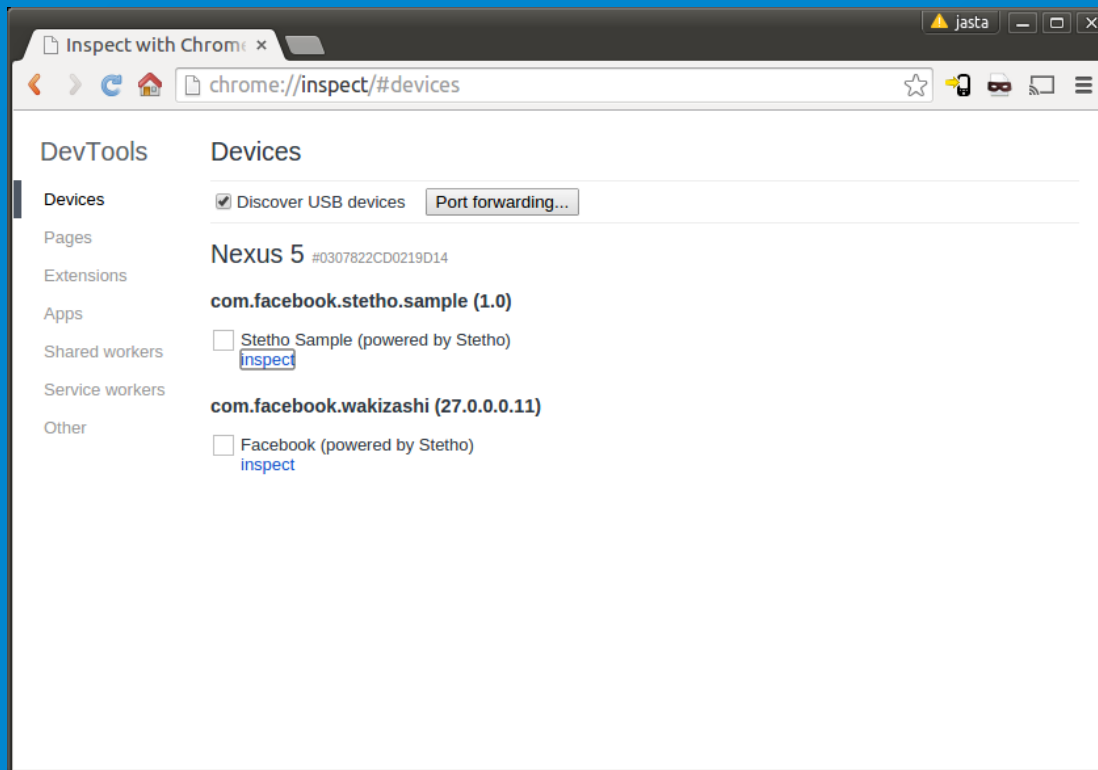 jasta
Inspect with Chrome
chrome://inspect/#devices
DevTools
Devices
Pages
Extensions
Apps
Shared workers
Service workers
Other
Devices
Discover USB devices Port forwarding...
Nexus 5 #0307822CD0219D14
com.facebook.stetho.sample (1.0)
Stetho Sample (powered by Stetho)
inspect
com.facebook.wakizashi (27.0.0.0.11)
Facebook (powered by Stetho)
inspect